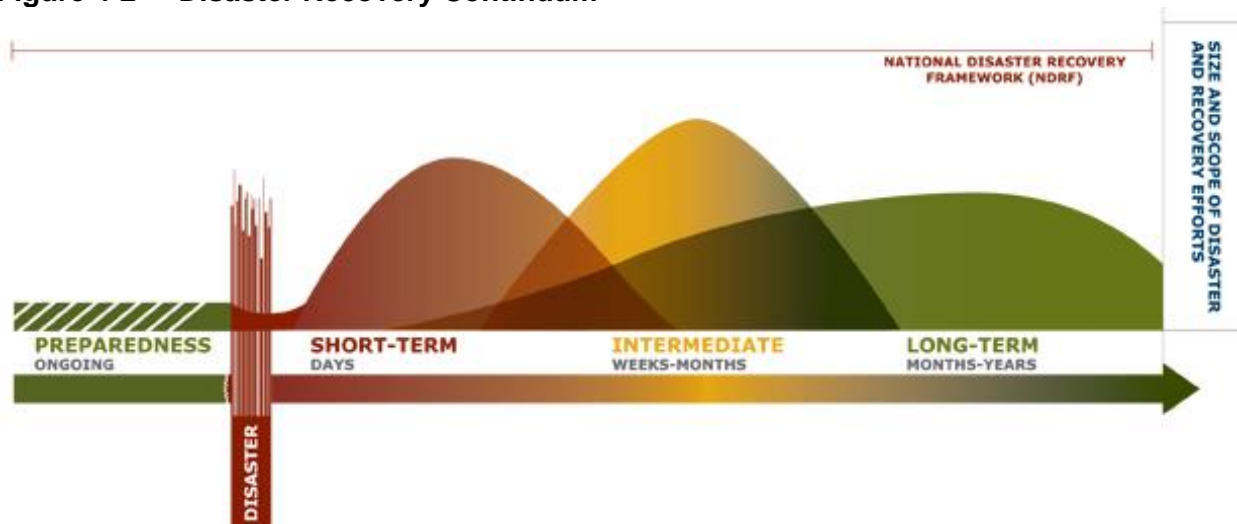 NATIONAL DISASTER RECOVERY
FRAMEWORK (NDRF)
SIZE AND SCOPE OF DISASTER
AND RECOVERY EFFORTS
PREPAREDNESS
ONGOING
SHORT-TERM
DAYS
INTERMEDIATE
WEEKS-MONTHS
LONG-TERM
MONTHS-YEARS
DISASTER